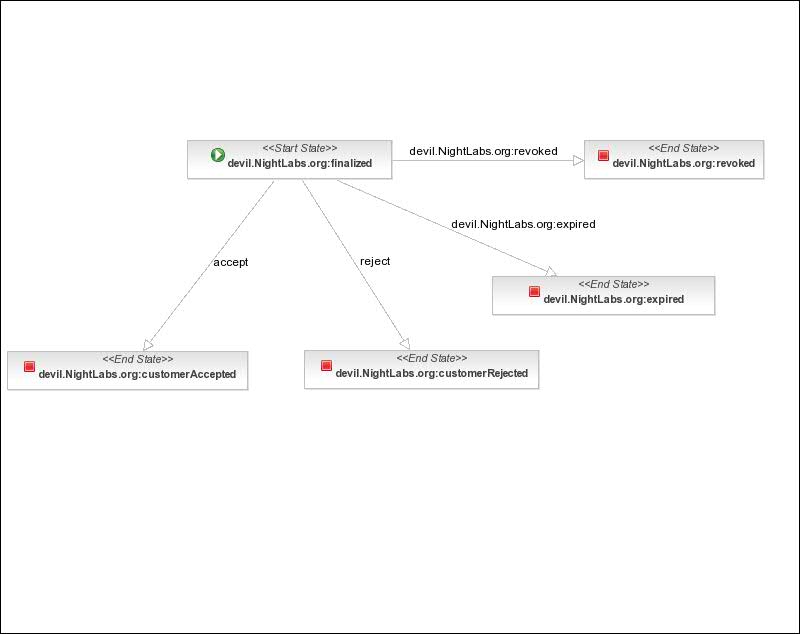 <<Start State>>
devil.NightLabs.org:finalized
devil.NightLabs.org:revoked
<<End State>>
devil.NightLabs.org:revoked
devil.NightLabs.org:expired
accept
reject
<<End State>>
devil.NightLabs.org:expired
<<End State>>
devil.NightLabs.org:customerAccepted
<<End State>>
devil.NightLabs.org:customerRejected